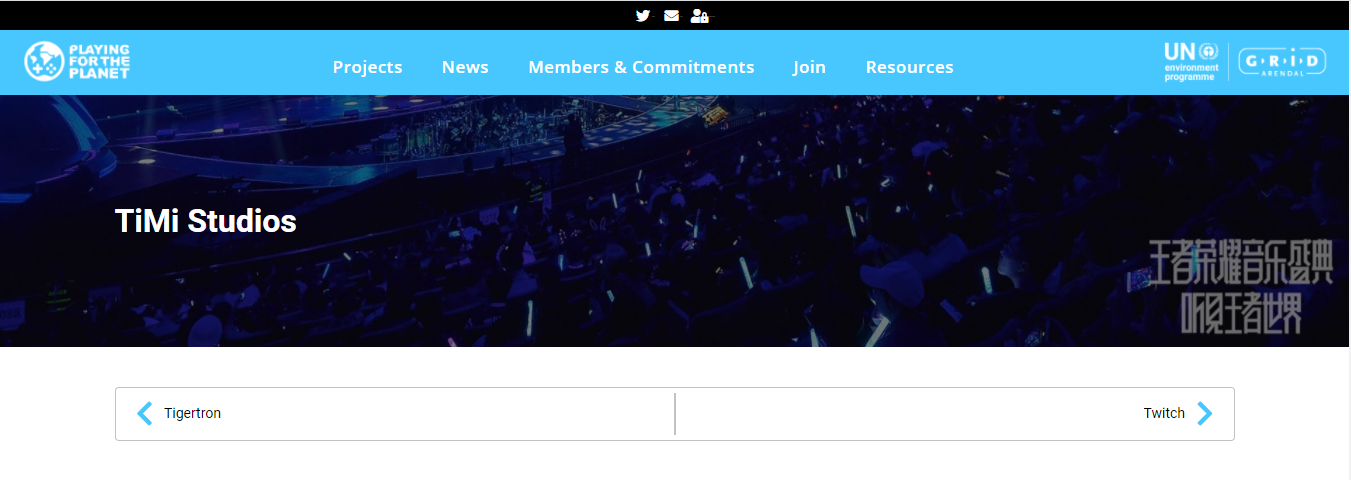 PLAYING
FOR THE
PLANET
Projects
News
Members & Commitments
Join
Resources
UN
environment
programme
GRID
ARENDAL
TiMi Studios
王者荣耀音乐盛典
听见王者世界
Tigertron
Twitch